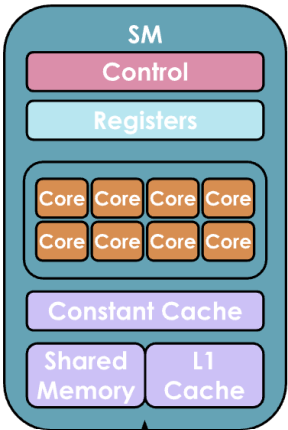 SM
Control
Registers
Core Core Core Core
Core Core Core Core
Constant Cache
Shared Memory
L1 Cache